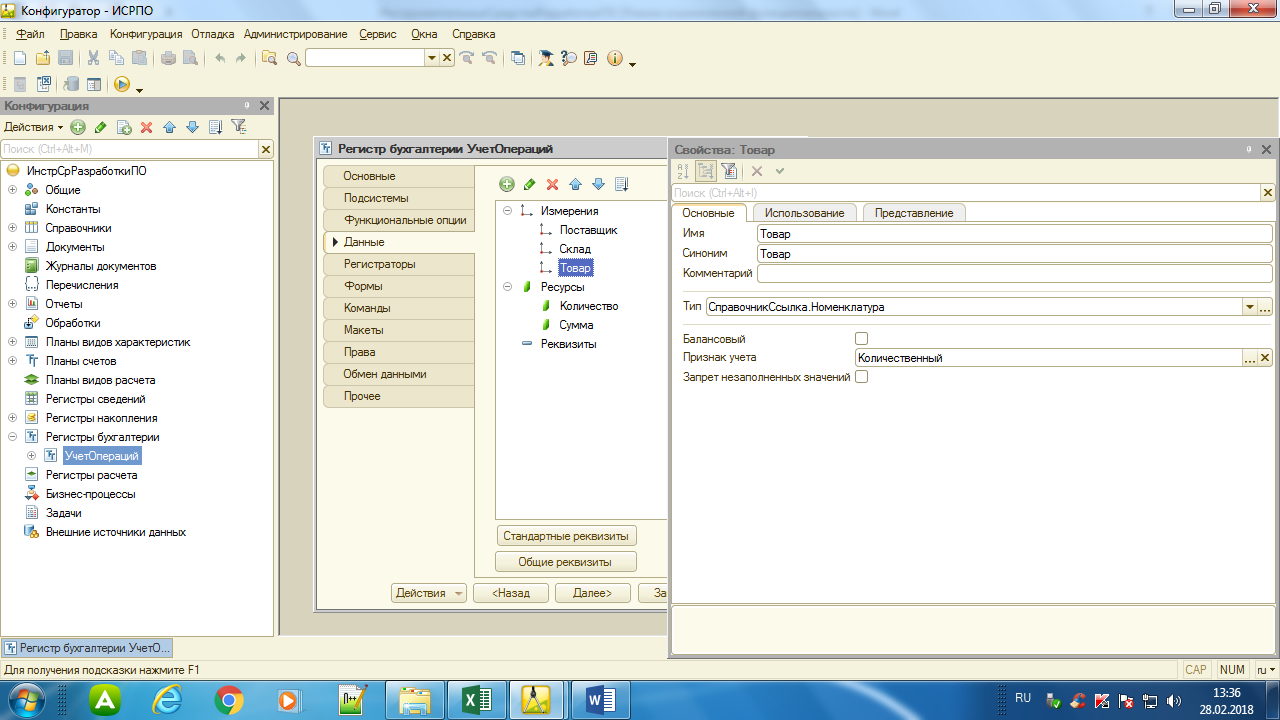 Конфигуратор - ИСРПО
Файл Правка Конфигурация Отладка Администрирование Сервис Окна Справка
Конфигурация
Действия
Поиск (Ctrl+Alt+M)
ИнстрСрРазработкиПО
Общие
Константы
Справочники
Документы
Журналы документов
Перечисления
Отчеты
Обработки
Планы видов характеристик
Планы счетов
Планы видов расчета
Регистры сведений
Регистры накопления
Регистры бухгалтерии
УчетОпераций
Регистры расчета
Бизнес-процессы
Задачи
Внешние источники данных
Регистр бухгалтерии УчетОпераций
Основные
Подсистемы
Функциональные опции
Данные
Регистраторы
Формы
Команды
Макеты
Права
Обмен данными
Прочее
Измерения
Поставщик
Склад
Товар
Ресурсы
Количество
Сумма
Реквизиты
Стандартные реквизиты
Общие реквизиты
Действия <Назад Далее> За
Свойства: Товар
Поиск (Ctrl+Alt+I)
Основные Использование Представление
Имя Товар
Синоним Товар
Комментарий
Тип СправочникСсылка.Номенклатура
Балансовый
Признак учета Количественный
Запрет незаполненных значений
Регистр бухгалтерии УчетО...
Для получения подсказки нажмите F1
CAP NUM ru
RU
13:36
28.02.2018